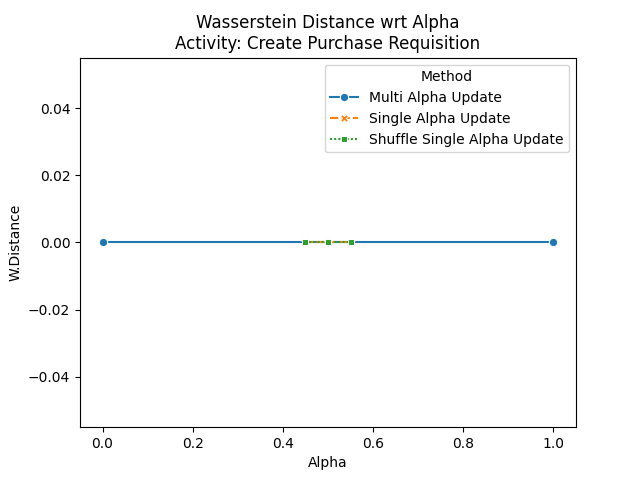 Wasserstein Distance wrt Alpha
Activity: Create Purchase Requisition
Method
Multi Alpha Update
Single Alpha Update
Shuffle Single Alpha Update
W.Distance
0.04
0.02
0.00
−0.02
−0.04
0.0 0.2 0.4 0.6 0.8 1.0
Alpha